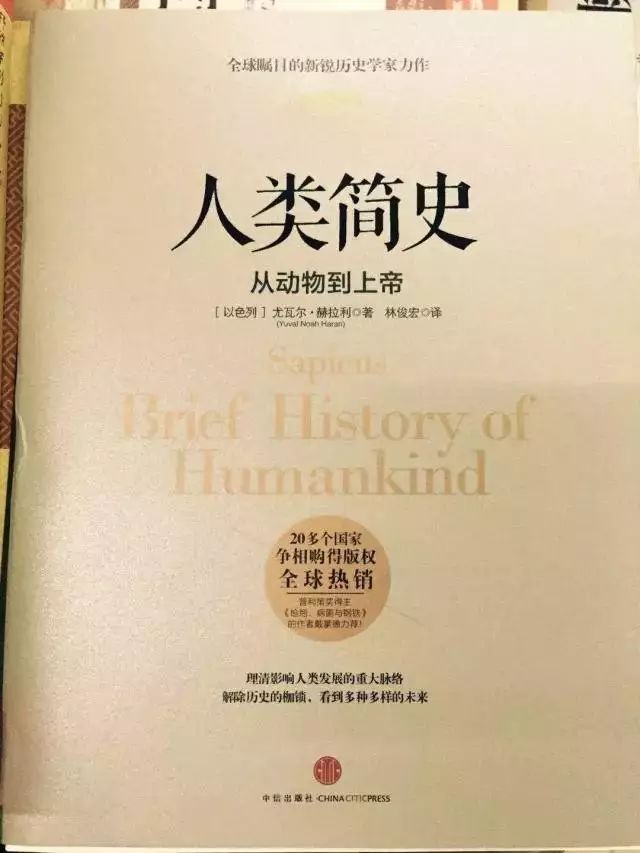 全球瞩目的新锐历史学家力作
人类简史
从动物到上帝
[以色列] 尤瓦尔·赫拉利◎著 林俊宏◎译
(Yuval Noah Harari)
Sapiens
Brief History of
Humankind
20多个国家
争相购得版权
全球热销
普利策奖得主
《枪炮、病菌与钢铁》
的作者戴蒙德力荐!
理清影响人类发展的重大脉络
解除历史的枷锁,看到多种多样的未来
中信出版社·CHINACITICPRESS